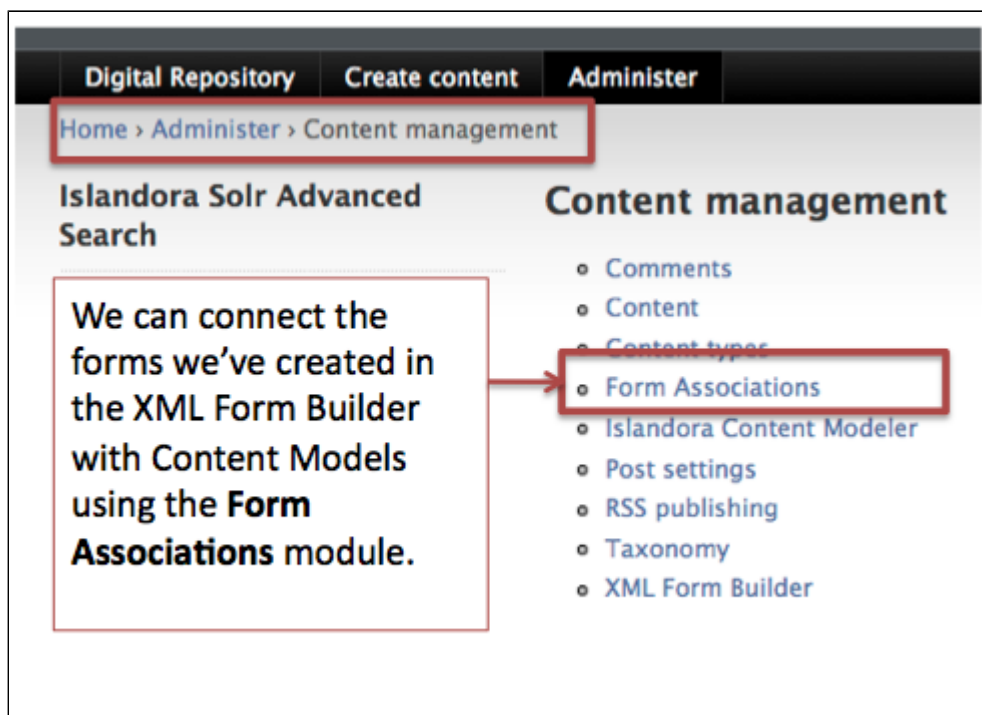 Digital Repository Create content Administer
Home › Administer › Content management
Islandora Solr Advanced
Search
We can connect the
forms we’ve created in
the XML Form Builder
with Content Models
using the Form
Associations module.
Content management
Comments
Content
Content types
Form Associations
Islandora Content Modeler
Post settings
RSS publishing
Taxonomy
XML Form Builder